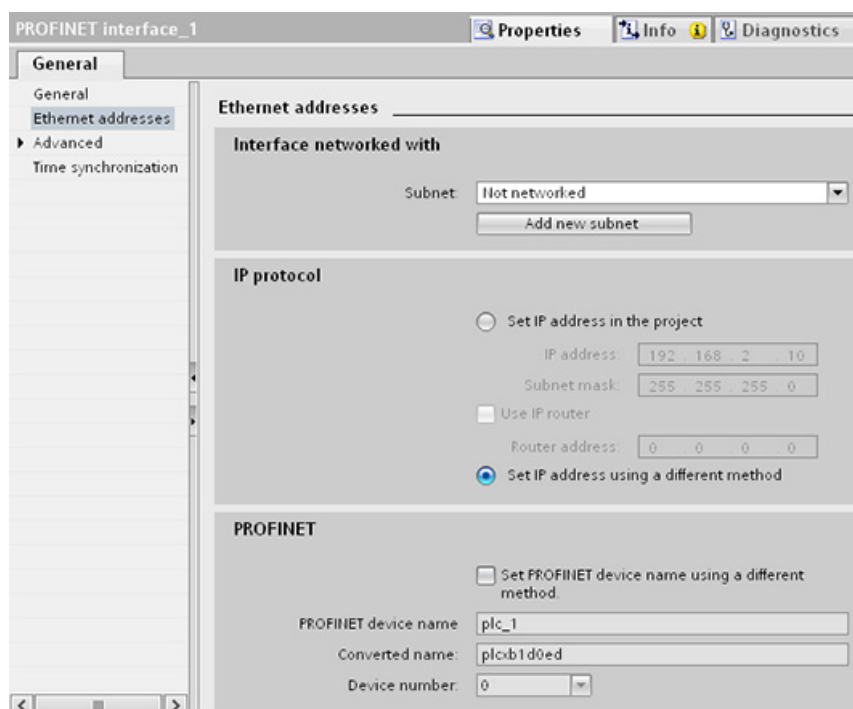 PROFINET interface_1
Properties
Info
Diagnostics
General
General
Ethernet addresses
Advanced
Time synchronization
Ethernet addresses
Interface networked with
Subnet: Not networked
Add new subnet
IP protocol
Set IP address in the project
IP address: 192 . 168 . 2 . 10
Subnet mask: 255 . 255 . 255 . 0
Use IP router
Router address: 0 . 0 . 0 . 0
Set IP address using a different method
PROFINET
Set PROFINET device name using a different
method.
PROFINET device name plc_1
Converted name: plcxb1d0ed
Device number: 0